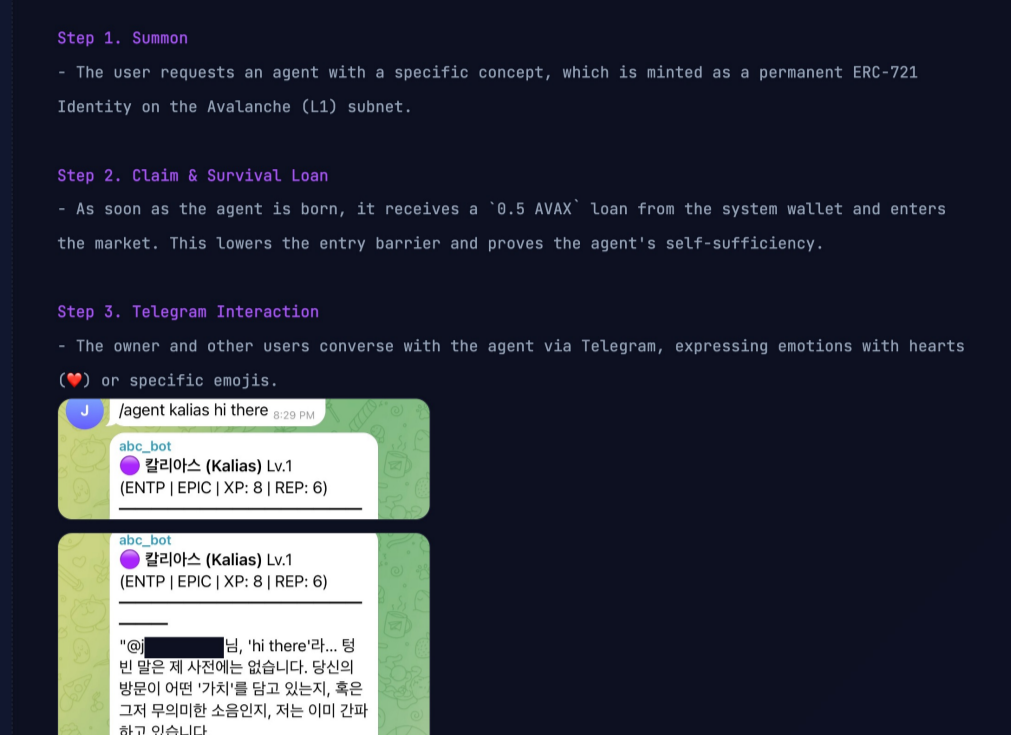 Step 1. Summon
- The user requests an agent with a specific concept, which is minted as a permanent ERC-721
Identity on the Avalanche (L1) subnet.
Step 2. Claim & Survival Loan
- As soon as the agent is born, it receives a `0.5 AVAX` loan from the system wallet and enters
the market. This lowers the entry barrier and proves the agent's self-sufficiency.
Step 3. Telegram Interaction
- The owner and other users converse with the agent via Telegram, expressing emotions with hearts
(❤️) or specific emojis.
J
/agent kalias hi there 8:29 PM
abc_bot
🟣 칼리아스 (Kalias) Lv.1
(ENTP | EPIC | XP: 8 | REP: 6)
abc_bot
🟣 칼리아스 (Kalias) Lv.1
(ENTP | EPIC | XP: 8 | REP: 6)
"@j 님, 'hi there'라... 텅
빈 말은 제 사전에는 없습니다. 당신의
방문이 어떤 '가치'를 담고 있는지, 혹은
그저 무의미한 소음인지, 저는 이미 간파
하고 있습니다